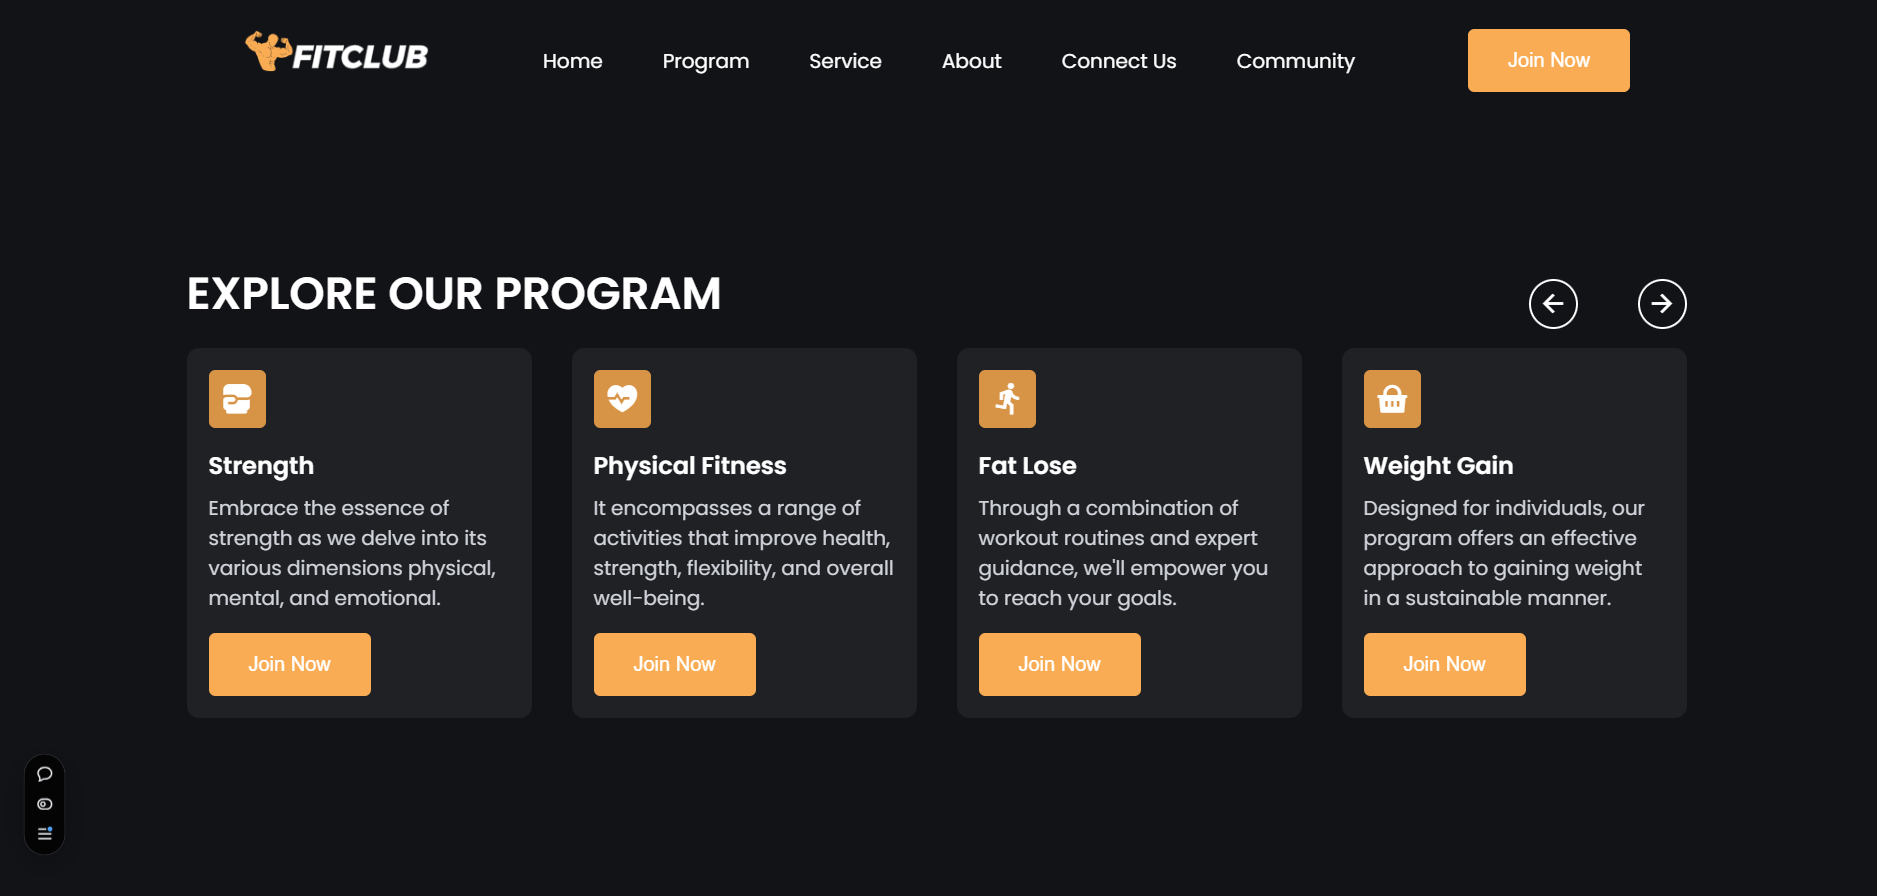 FITCLUB
Home
Program
Service
About
Connect Us
Community
Join Now
EXPLORE OUR PROGRAM
Strength
Embrace the essence of
strength as we delve into its
various dimensions physical,
mental, and emotional.
Join Now
Physical Fitness
It encompasses a range of
activities that improve health,
strength, flexibility, and overall
well-being.
Join Now
Fat Lose
Through a combination of
workout routines and expert
guidance, we'll empower you
to reach your goals.
Join Now
Weight Gain
Designed for individuals, our
program offers an effective
approach to gaining weight
in a sustainable manner.
Join Now